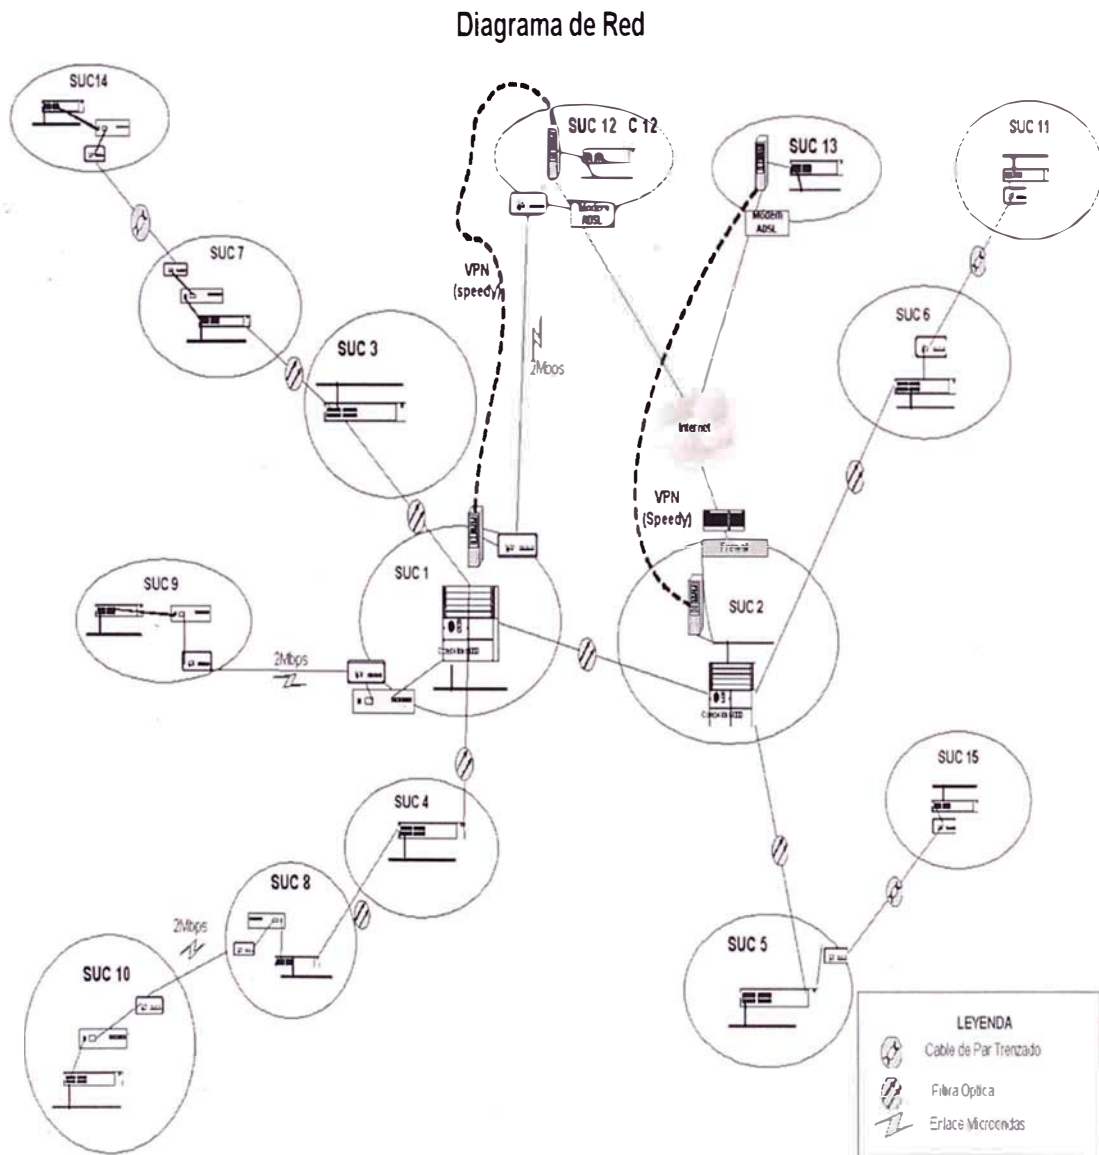 Diagrama de Red
SUC14
SUC 12 C 12
SUC 13
SUC 11
Modem
ADSL
Modem
ADSL
SUC 7
VPN
(speedy)
SUC 6
SUC 3
2Mbps
Internet
VPN
(Speedy)
Firewall
SUC 1
SUC 2
SUC 9
2Mbps
SUC 15
SUC 4
SUC 8
2Mbps
SUC 5
SUC 10
LEYENDA
Cable de Par Trenzado
Fibra Optica
Enlace Microondas